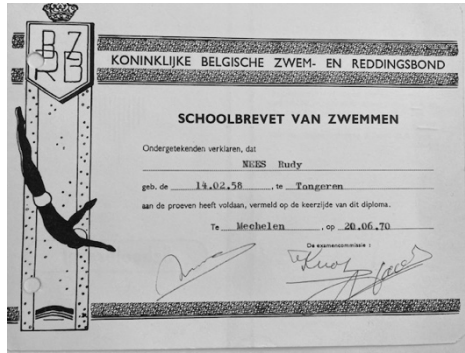 BZ
RB
KONINKLIJKE BELGISCHE ZWEM- EN REDDINGSBOND
SCHOOLBREVET VAN ZWEMMEN
Ondergetekenden verklaren, dat
NEES Rudy
geb. de 14.02.58, te Tongeren
aan de proeven heeft voldaan, vermeld op de keerzijde van dit diploma.
Te Mechelen, op 20.06.70
De examencommissie :